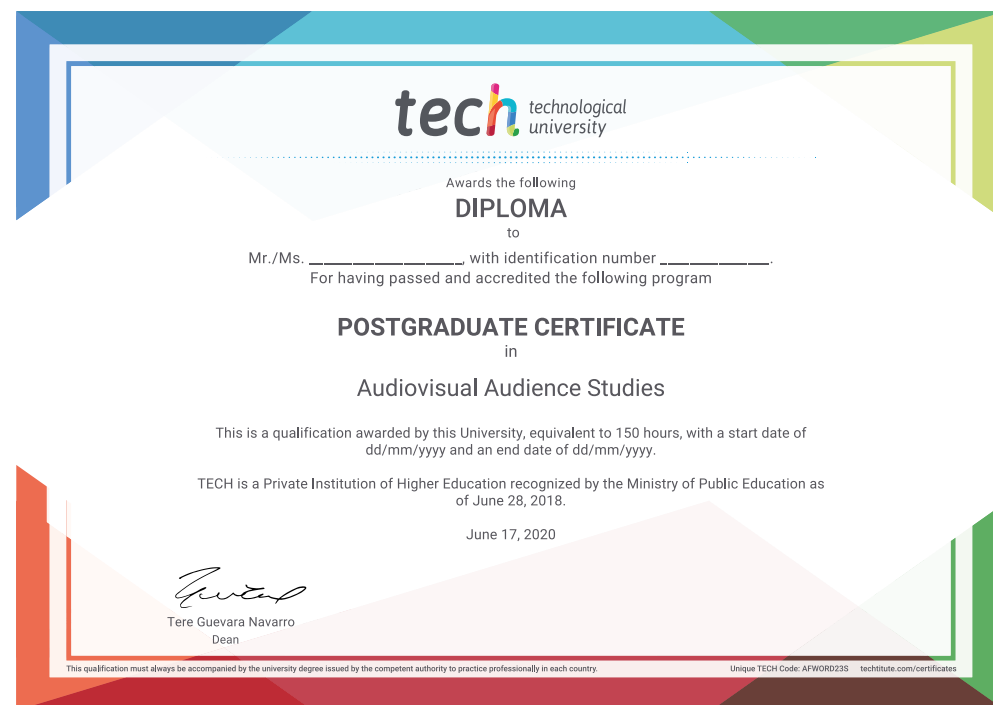 tech technological
university
Awards the following
DIPLOMA
to
Mr./Ms. ___________________, with identification number _____________.
For having passed and accredited the following program
POSTGRADUATE CERTIFICATE
in
Audiovisual Audience Studies
This is a qualification awarded by this University, equivalent to 150 hours, with a start date of
dd/mm/yyyy and an end date of dd/mm/yyyy.
TECH is a Private Institution of Higher Education recognized by the Ministry of Public Education as
of June 28, 2018.
June 17, 2020
Tere Guevara Navarro
Dean
This qualification must always be accompanied by the university degree issued by the competent authority to practice professionally in each country. Unique TECH Code: AFWORD23S techtitute.com/certificates